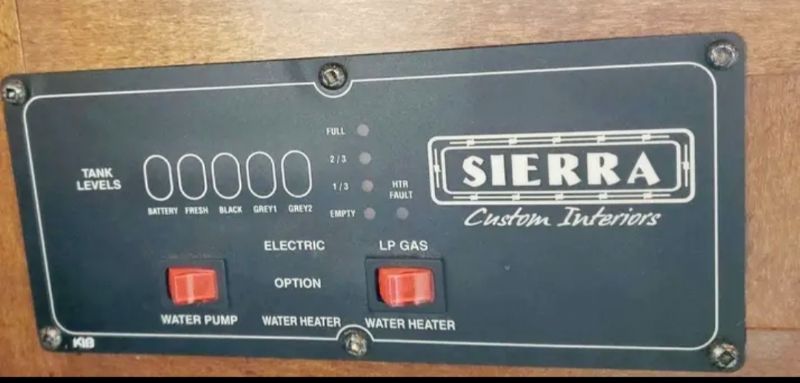 FULL
2/3
TANK LEVELS
1/3
HTR FAULT
BATTERY FRESH BLACK GREY1 GREY2
EMPTY
SIERRA
Custom Interiors
ELECTRIC
LP GAS
OPTION
WATER PUMP
WATER HEATER
WATER HEATER
KIB